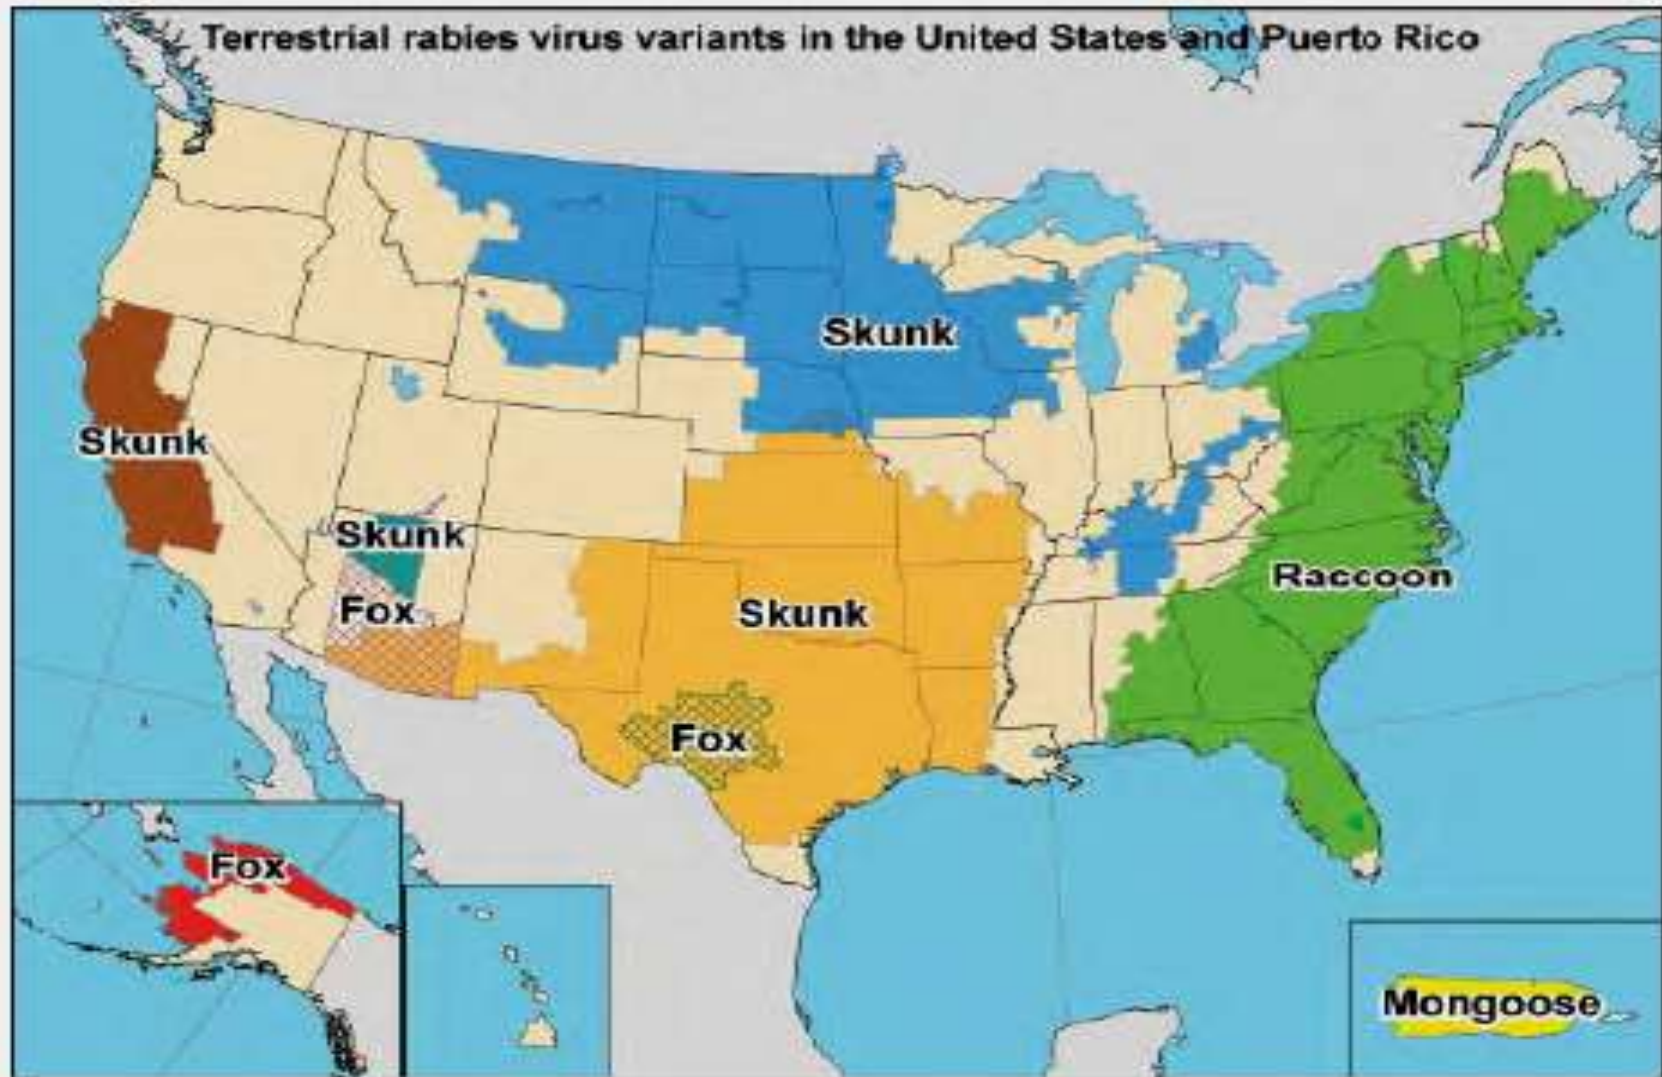 Terrestrial rabies virus variants in the United States and Puerto Rico
Skunk
Skunk
Skunk
Fox
Skunk
Raccoon
Fox
Fox
Mongoose